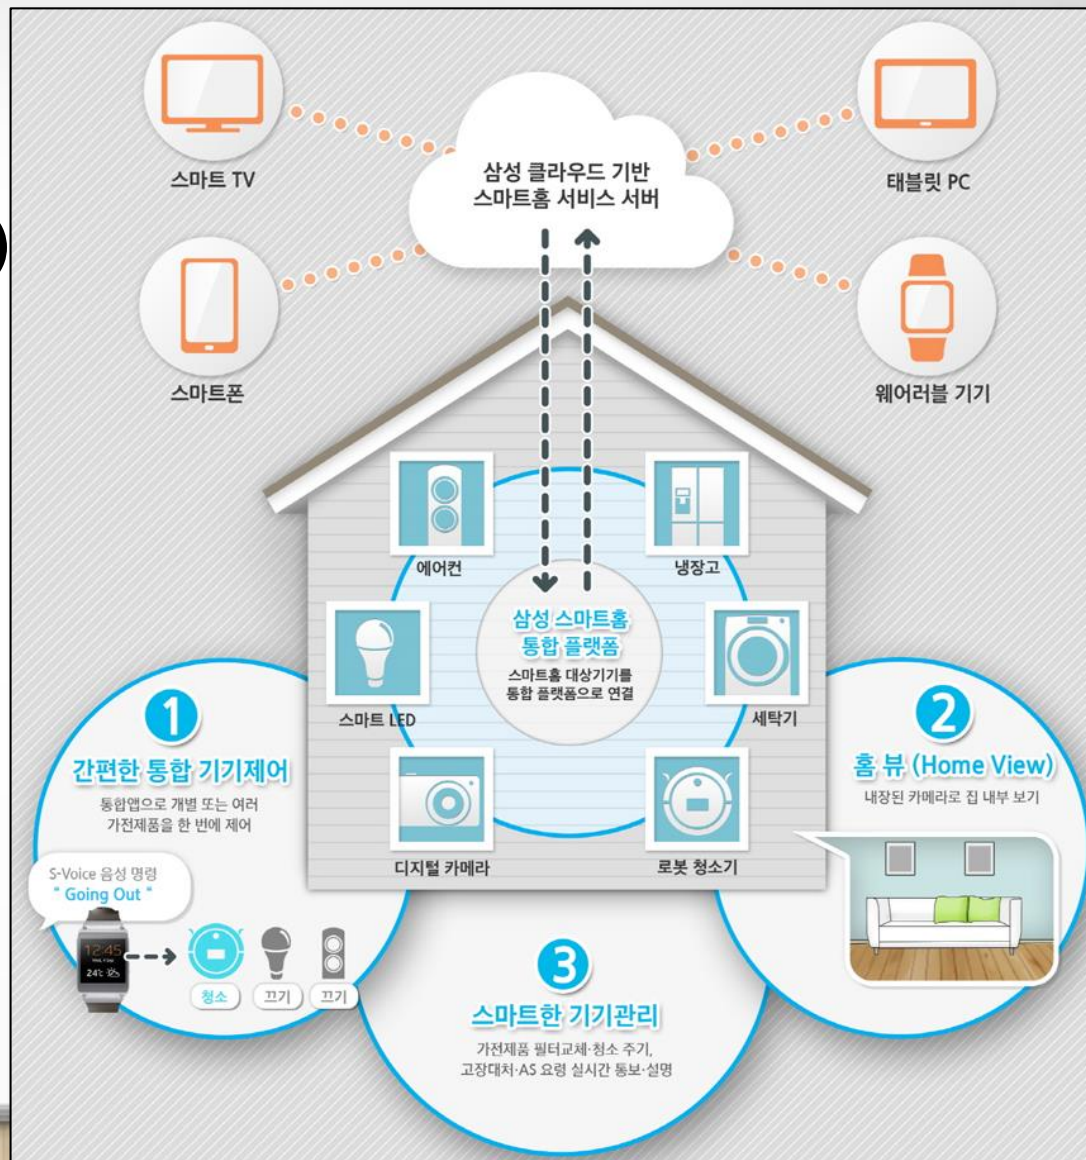 스마트 TV
삼성 클라우드 기반
스마트홈 서비스 서버
태블릿 PC
스마트폰
웨어러블 기기
에어컨
냉장고
삼성 스마트홈
통합 플랫폼
스마트홈 대상기기를
통합 플랫폼으로 연결
스마트 LED
세탁기
디지털 카메라
로봇 청소기
1
간편한 통합 기기제어
통합앱으로 개별 또는 여러
가전제품을 한 번에 제어
S-Voice 음성 명령
" Going Out "
12:45
24℃
청소
끄기
끄기
2
홈 뷰 (Home View)
내장된 카메라로 집 내부 보기
3
스마트한 기기관리
가전제품 필터교체·청소 주기,
고장대처·AS 요령 실시간 통보·설명